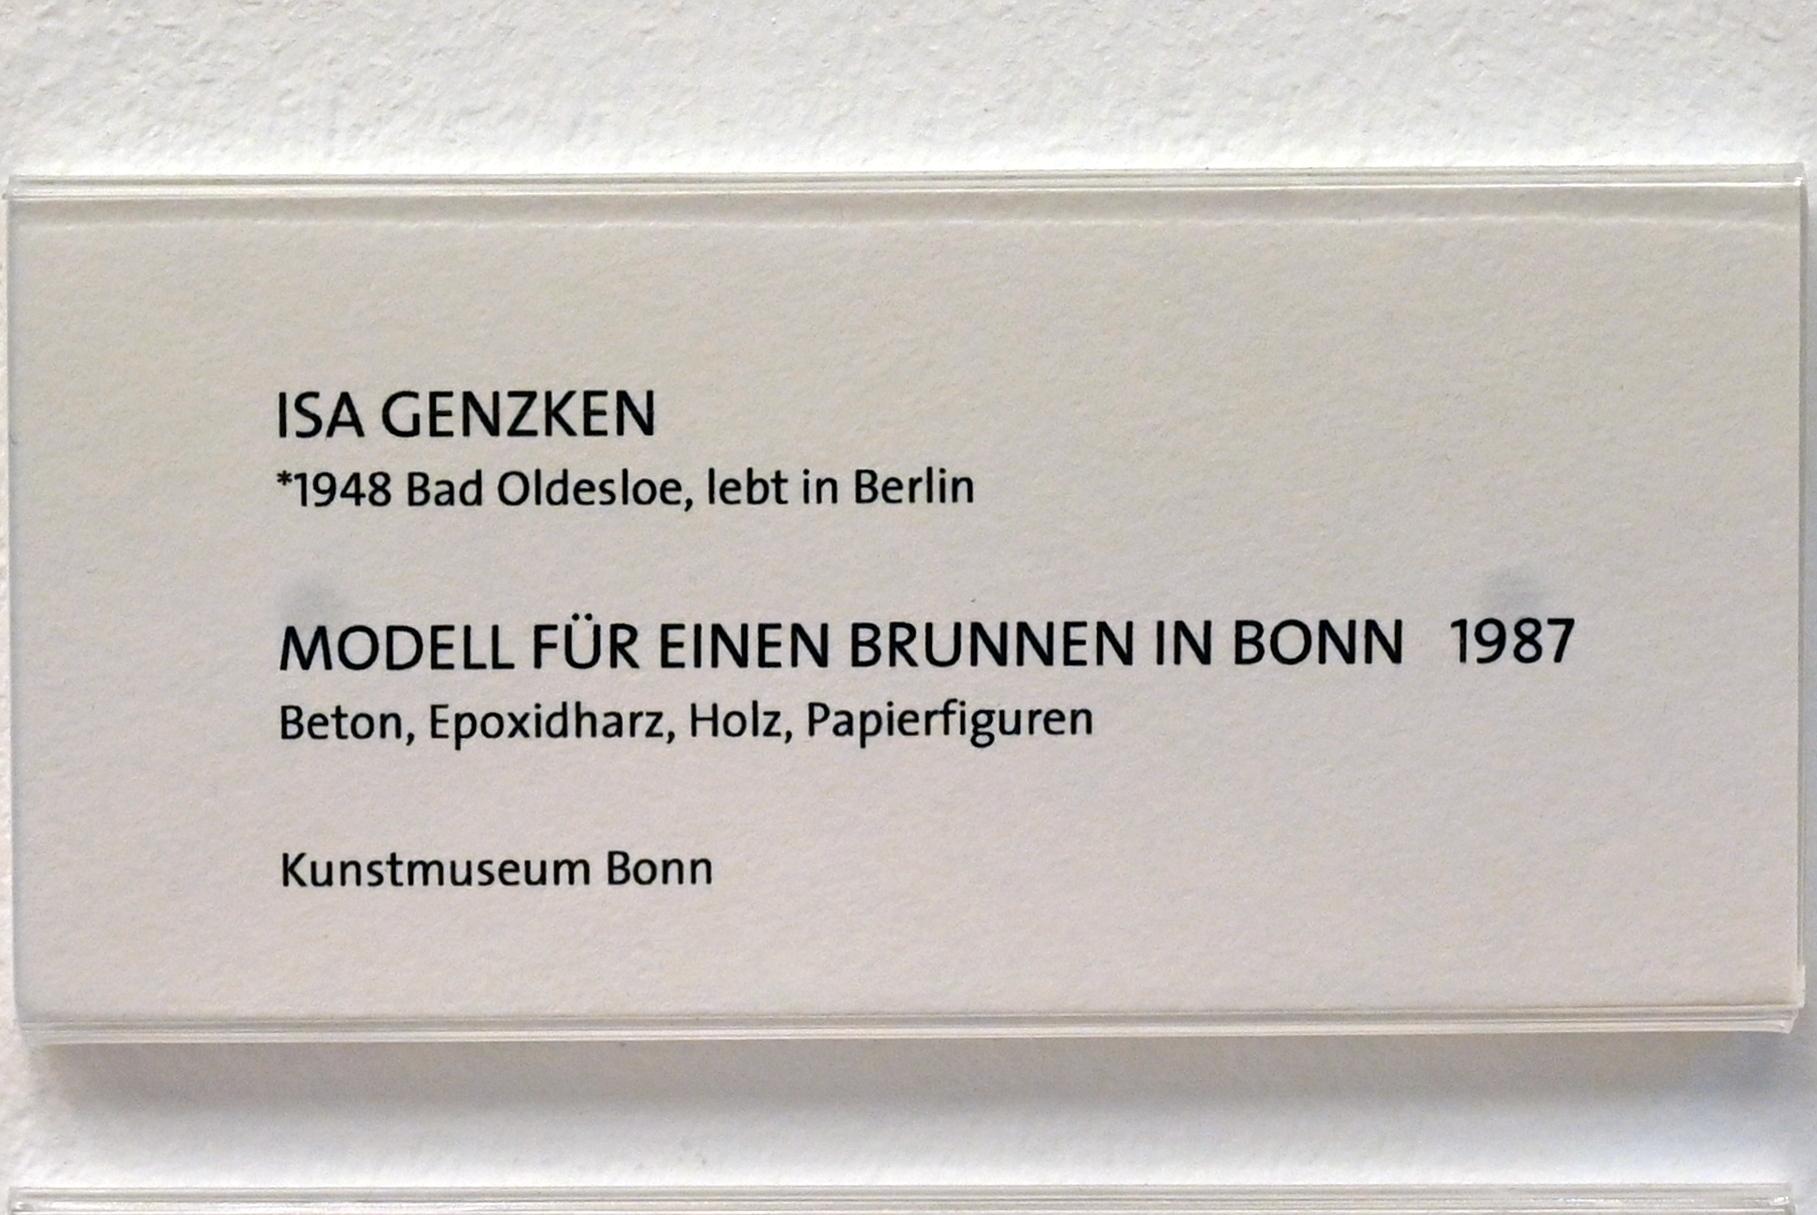 ISA GENZKEN
*1948 Bad Oldesloe, lebt in Berlin
MODELL FÜR EINEN BRUNNEN IN BONN 1987
Beton, Epoxidharz, Holz, Papierfiguren
Kunstmuseum Bonn